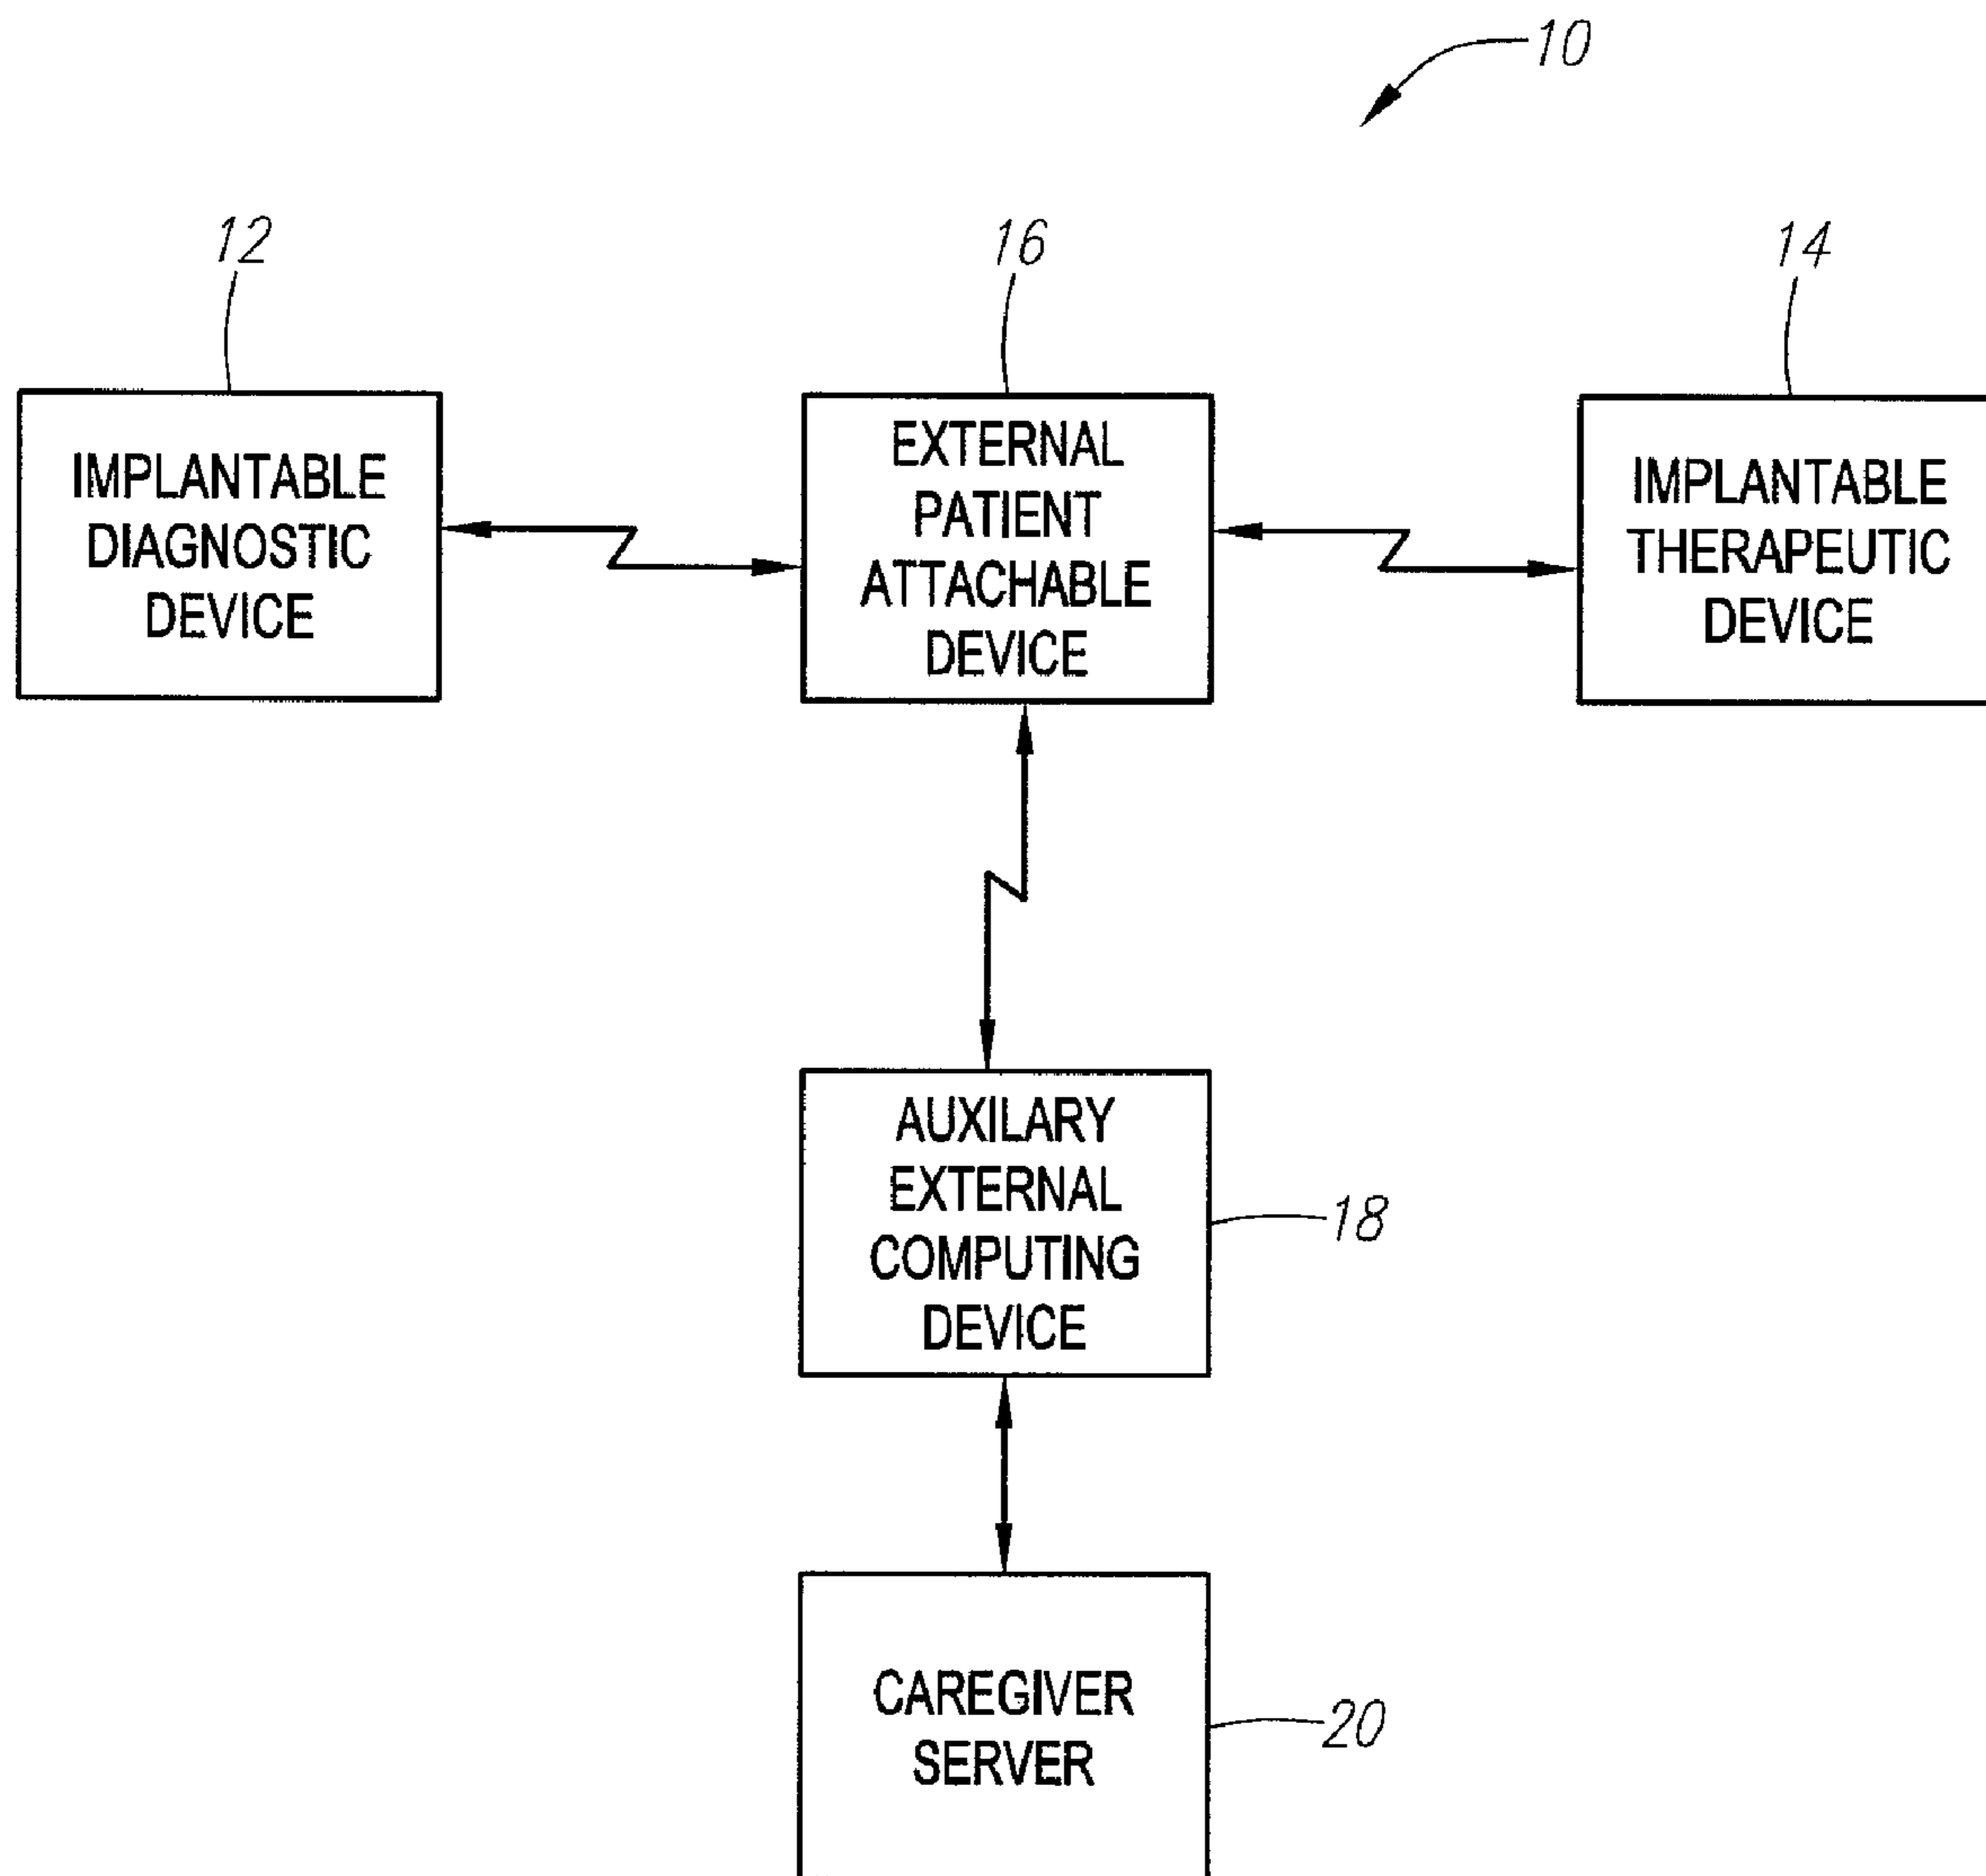 10
12
16
14
IMPLANTABLE
DIAGNOSTIC
DEVICE
EXTERNAL
PATIENT
ATTACHABLE
DEVICE
IMPLANTABLE
THERAPEUTIC
DEVICE
AUXILARY
EXTERNAL
COMPUTING
DEVICE
18
CAREGIVER
SERVER
20